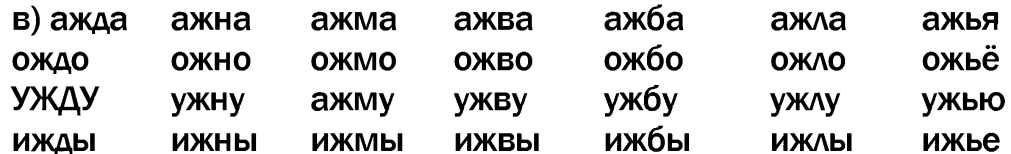 в) ажда ажна ажма ажва ажба ажла ажья
ождо ожно ожмо ожво ожбо ожло ожьё
УЖДУ ужну ажму ужву ужбу ужлу ужью
ижды ижны ижмы ижвы ижбы ижлы ижье